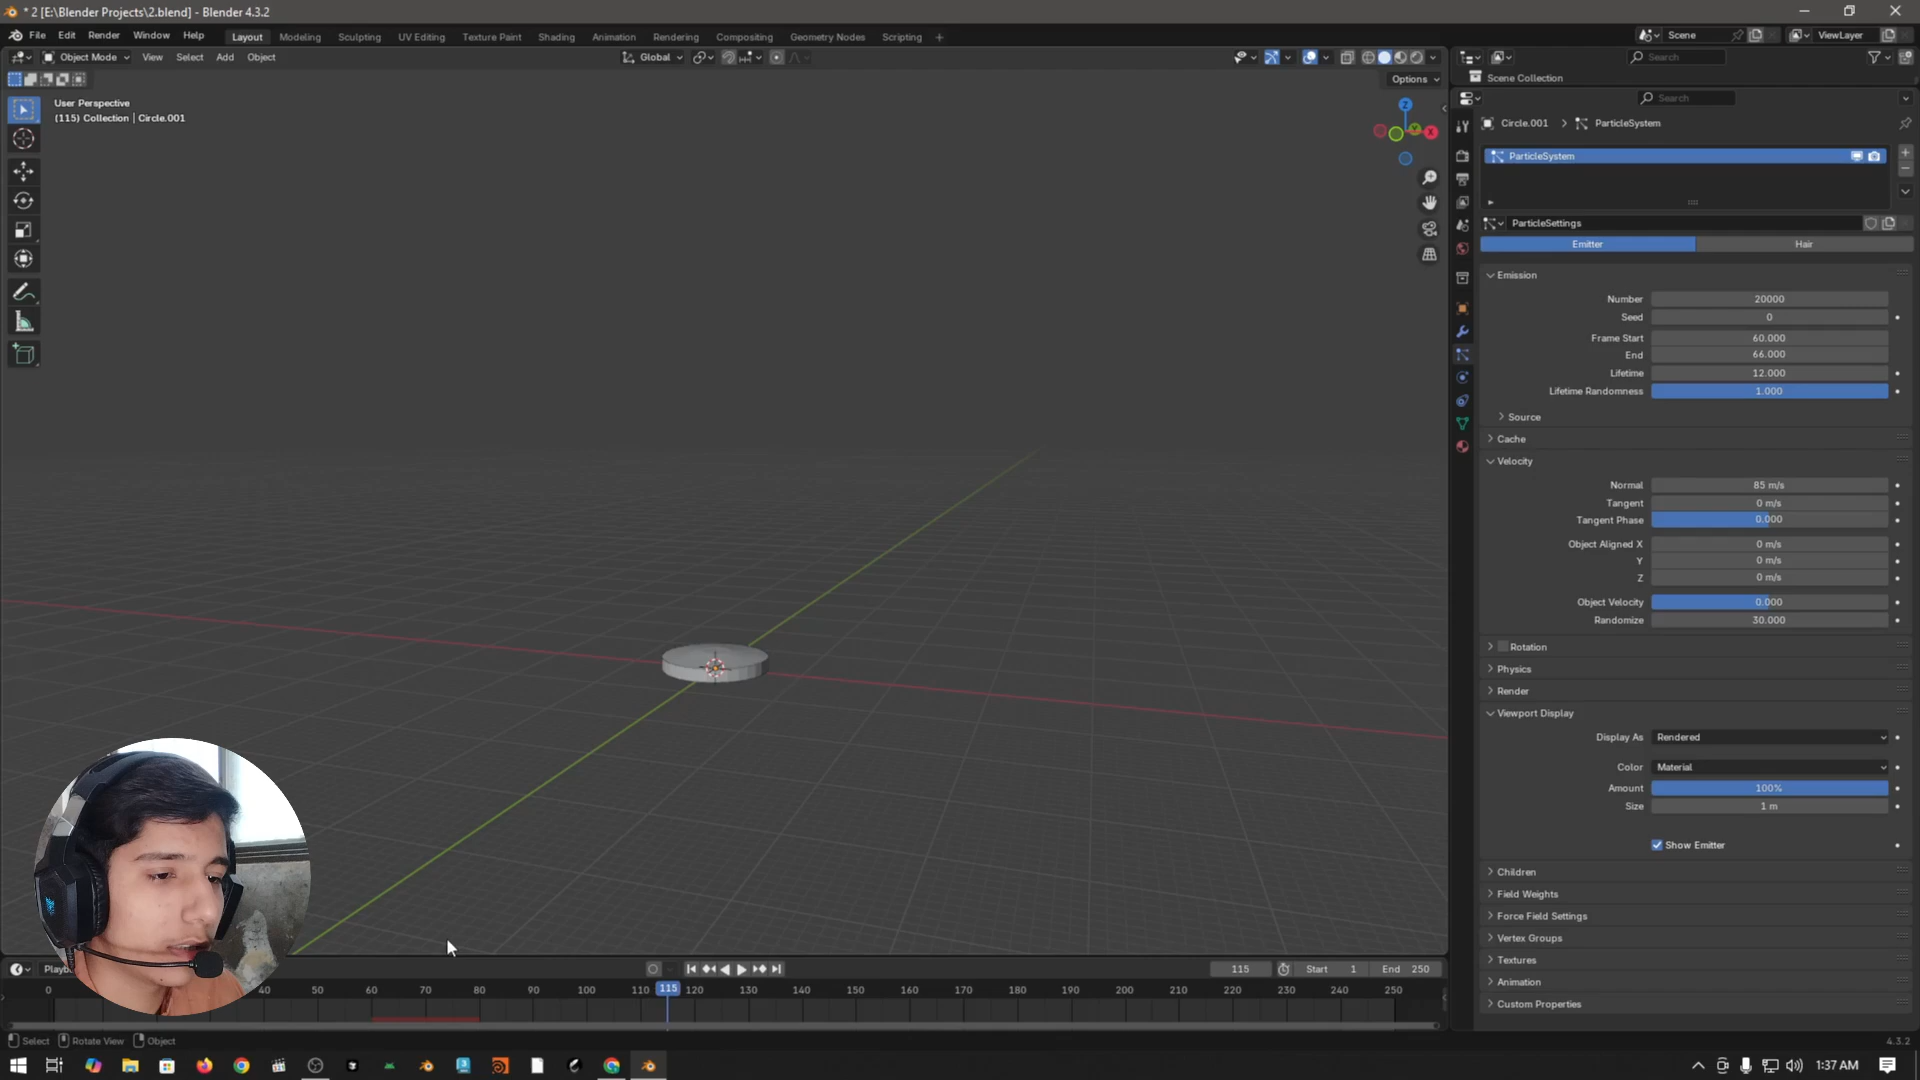 * 2 [E:\Blender Projects\2.blend] - Blender 4.3.2
File Edit Render Window Help Layout Modeling Sculpting UV Editing Texture Paint Shading Animation Rendering Compositing Geometry Nodes Scripting + Scene ViewLayer
Object Mode View Select Add Object Global Search
Options Scene Collection
User Perspective
(115) Collection | Circle.001
Z
X
Search
Circle.001 > ParticleSystem
ParticleSystem
ParticleSettings
Emitter Hair
Emission
Number 20000
Seed 0
Frame Start 60.000
End 66.000
Lifetime 12.000
Lifetime Randomness 1.000
Source
Cache
Velocity
Normal 85 m/s
Tangent 0 m/s
Tangent Phase 0.000
Object Aligned X 0 m/s
Y 0 m/s
Z 0 m/s
Object Velocity 0.000
Randomize 30.000
Rotation
Physics
Render
Viewport Display
Display As Rendered
Color Material
Amount 100%
Size 1 m
Show Emitter
Children
Field Weights
Force Field Settings
Vertex Groups
Textures
Animation
Custom Properties
115 Start 1 End 250
0 40 50 60 70 80 90 100 110 115 120 130 140 150 160 170 180 190 200 210 220 230 240 250
Select Rotate View Object 4.3.2
1:37 AM